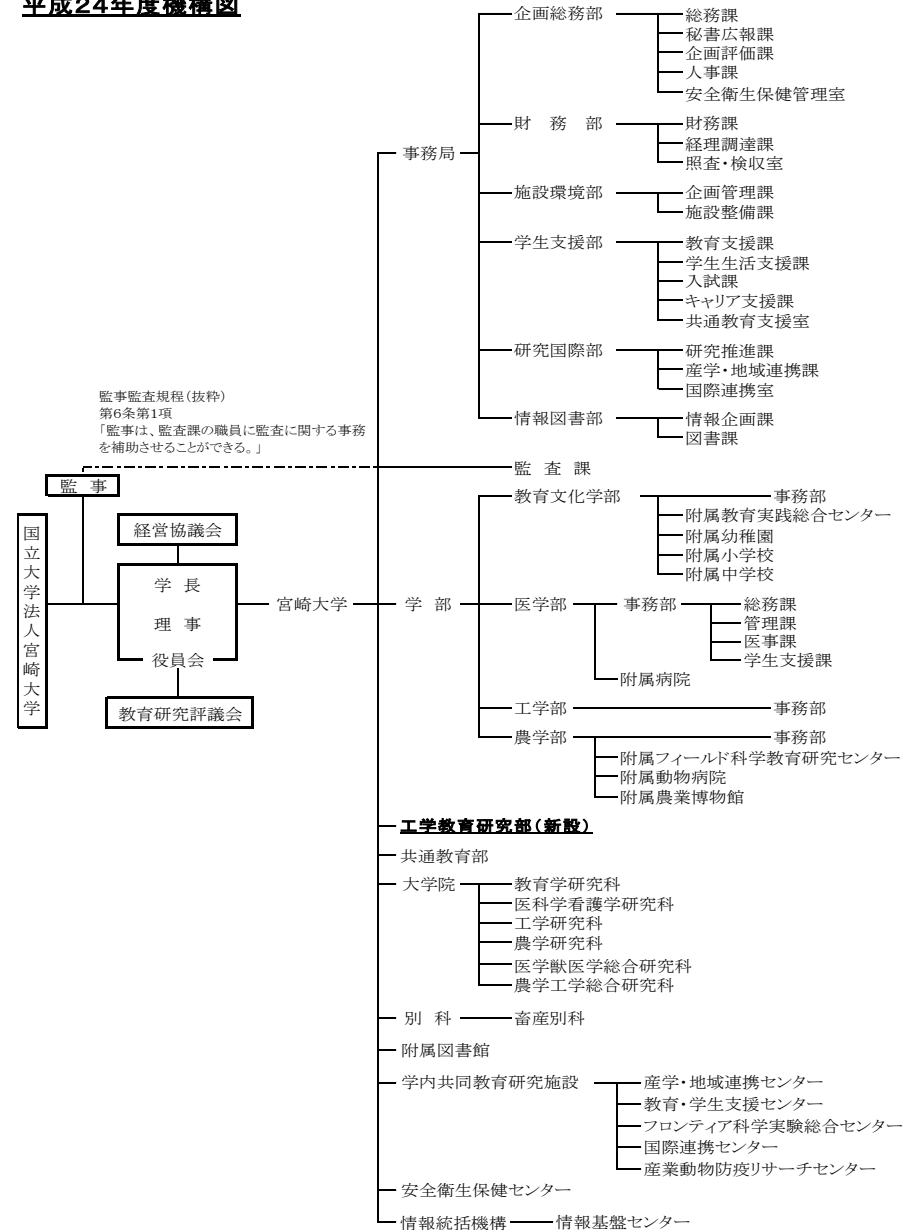 平成24年度機構図
企画総務部
総務課
秘書広報課
企画評価課
人事課
安全衛生保健管理室
事務局
財　務　部
財務課
経理調達課
照査・検収室
施設環境部
企画管理課
施設整備課
学生支援部
教育支援課
学生生活支援課
入試課
キャリア支援課
共通教育支援室
研究国際部
研究推進課
産学・地域連携課
国際連携室
情報図書部
情報企画課
図書課
監事監査規程(抜粋)
第6条第1項
「監事は、監査課の職員に監査に関する事務
を補助させることができる。」
監　査　課
監　事
国立大学法人宮崎大学
経営協議会
学　長
理　事
役員会
教育研究評議会
宮崎大学
学　部
教育文化学部
事務部
附属教育実践総合センター
附属幼稚園
附属小学校
附属中学校
医学部
事務部
総務課
管理課
医事課
学生支援課
附属病院
工学部
事務部
農学部
事務部
附属フィールド科学教育研究センター
附属動物病院
附属農業博物館
工学教育研究部(新設)
共通教育部
大学院
教育学研究科
医科学看護学研究科
工学研究科
農学研究科
医学獣医学総合研究科
農学工学総合研究科
別　科
畜産別科
附属図書館
学内共同教育研究施設
産学・地域連携センター
教育・学生支援センター
フロンティア科学実験総合センター
国際連携センター
産業動物防疫リサーチセンター
安全衛生保健センター
情報統括機構
情報基盤センター